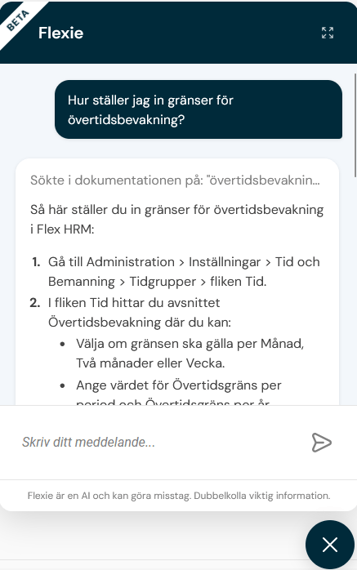 BETA
Flexie
Hur ställer jag in gränser för
övertidsbevakning?
Sökte i dokumentationen på: "övertidsbevaknin...
Så här ställer du in gränser för övertidsbevakning
i Flex HRM:
1. Gå till Administration > Inställningar > Tid och
Bemanning > Tidgrupper > fliken Tid.
2. I fliken Tid hittar du avsnittet
Övertidsbevakning där du kan:
• Välja om gränsen ska gälla per Månad,
Två månader eller Vecka.
• Ange värdet för Övertidsgräns per
period och Övertidsgräns per år
Skriv ditt meddelande...
Flexie är en AI och kan göra misstag. Dubbelkolla viktig information.